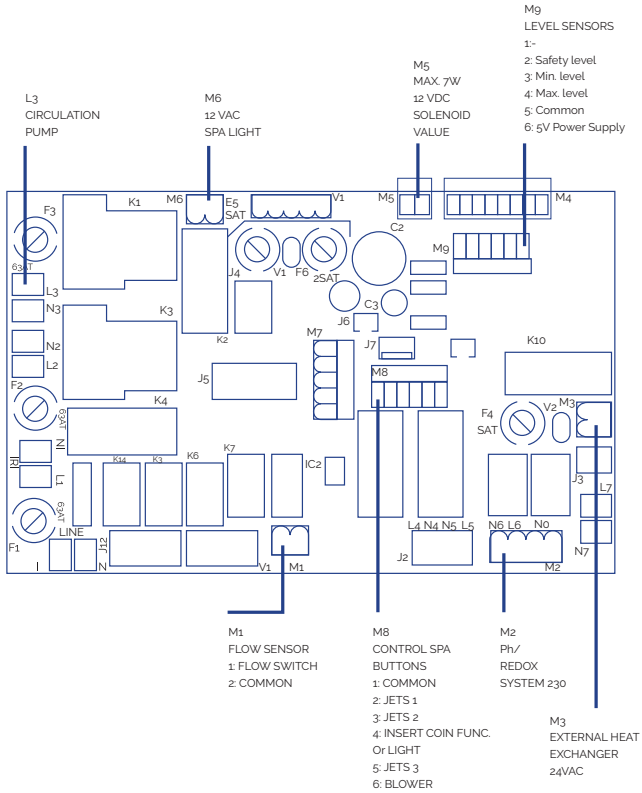 M9
LEVEL SENSORS
1:-
2: Safety level
3: Min. level
4: Max. level
5: Common
6: 5V Power Supply
M5
MAX. 7W
12 VDC
SOLENOID
VALUE
M6
12 VAC
SPA LIGHT
L3
CIRCULATION
PUMP
K1
M6
E5
SAT
V1
M5
M4
F3
C2
M9
63AT
J4
V1
F6
2SAT
L3
N3
K3
K2
C3
J6
M7
J7
K10
N2
L2
J5
M8
F2
63AT
K4
F4
SAT
V2
M3
NI
IRI
L1
K14
K3
K6
K7
IC2
J3
L7
63AT
F1
LINE
J12
I
N
V1
M1
L4 N4 N5 L5
J2
N6 L6
N0
M2
N7
M1
FLOW SENSOR
1: FLOW SWITCH
2: COMMON
M8
CONTROL SPA
BUTTONS
1: COMMON
2: JETS 1
3: JETS 2
4: INSERT COIN FUNC.
Or LIGHT
5: JETS 3
6: BLOWER
M2
Ph/
REDOX
SYSTEM 230
M3
EXTERNAL HEAT
EXCHANGER
24VAC